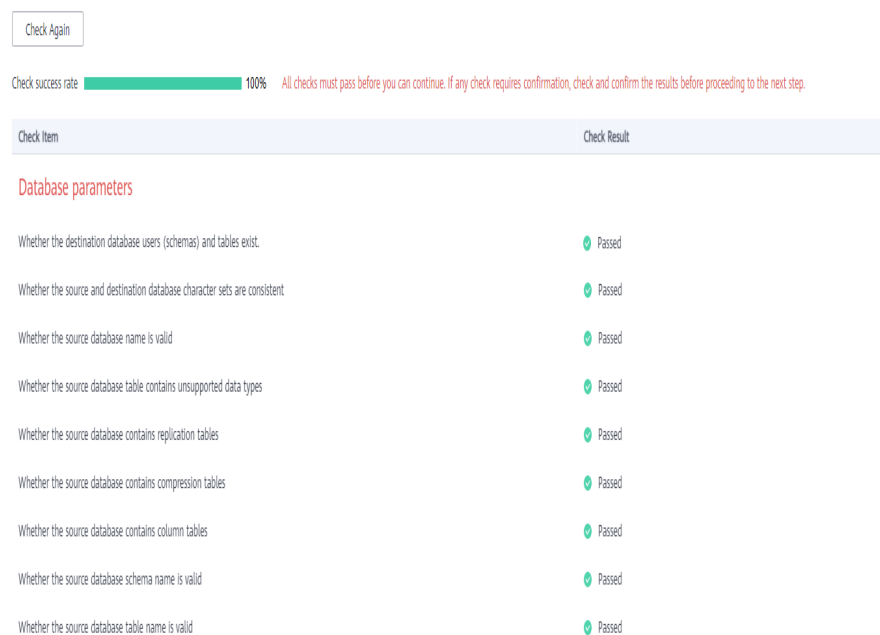 Check Again
Check success rate 100% All checks must pass before you can continue. If any check requires confirmation, check and confirm the results before proceeding to the next step.
Check Item Check Result
Database parameters
Whether the destination database users (schemas) and tables exist. Passed
Whether the source and destination database character sets are consistent Passed
Whether the source database name is valid Passed
Whether the source database table contains unsupported data types Passed
Whether the source database contains replication tables Passed
Whether the source database contains compression tables Passed
Whether the source database contains column tables Passed
Whether the source database schema name is valid Passed
Whether the source database table name is valid Passed